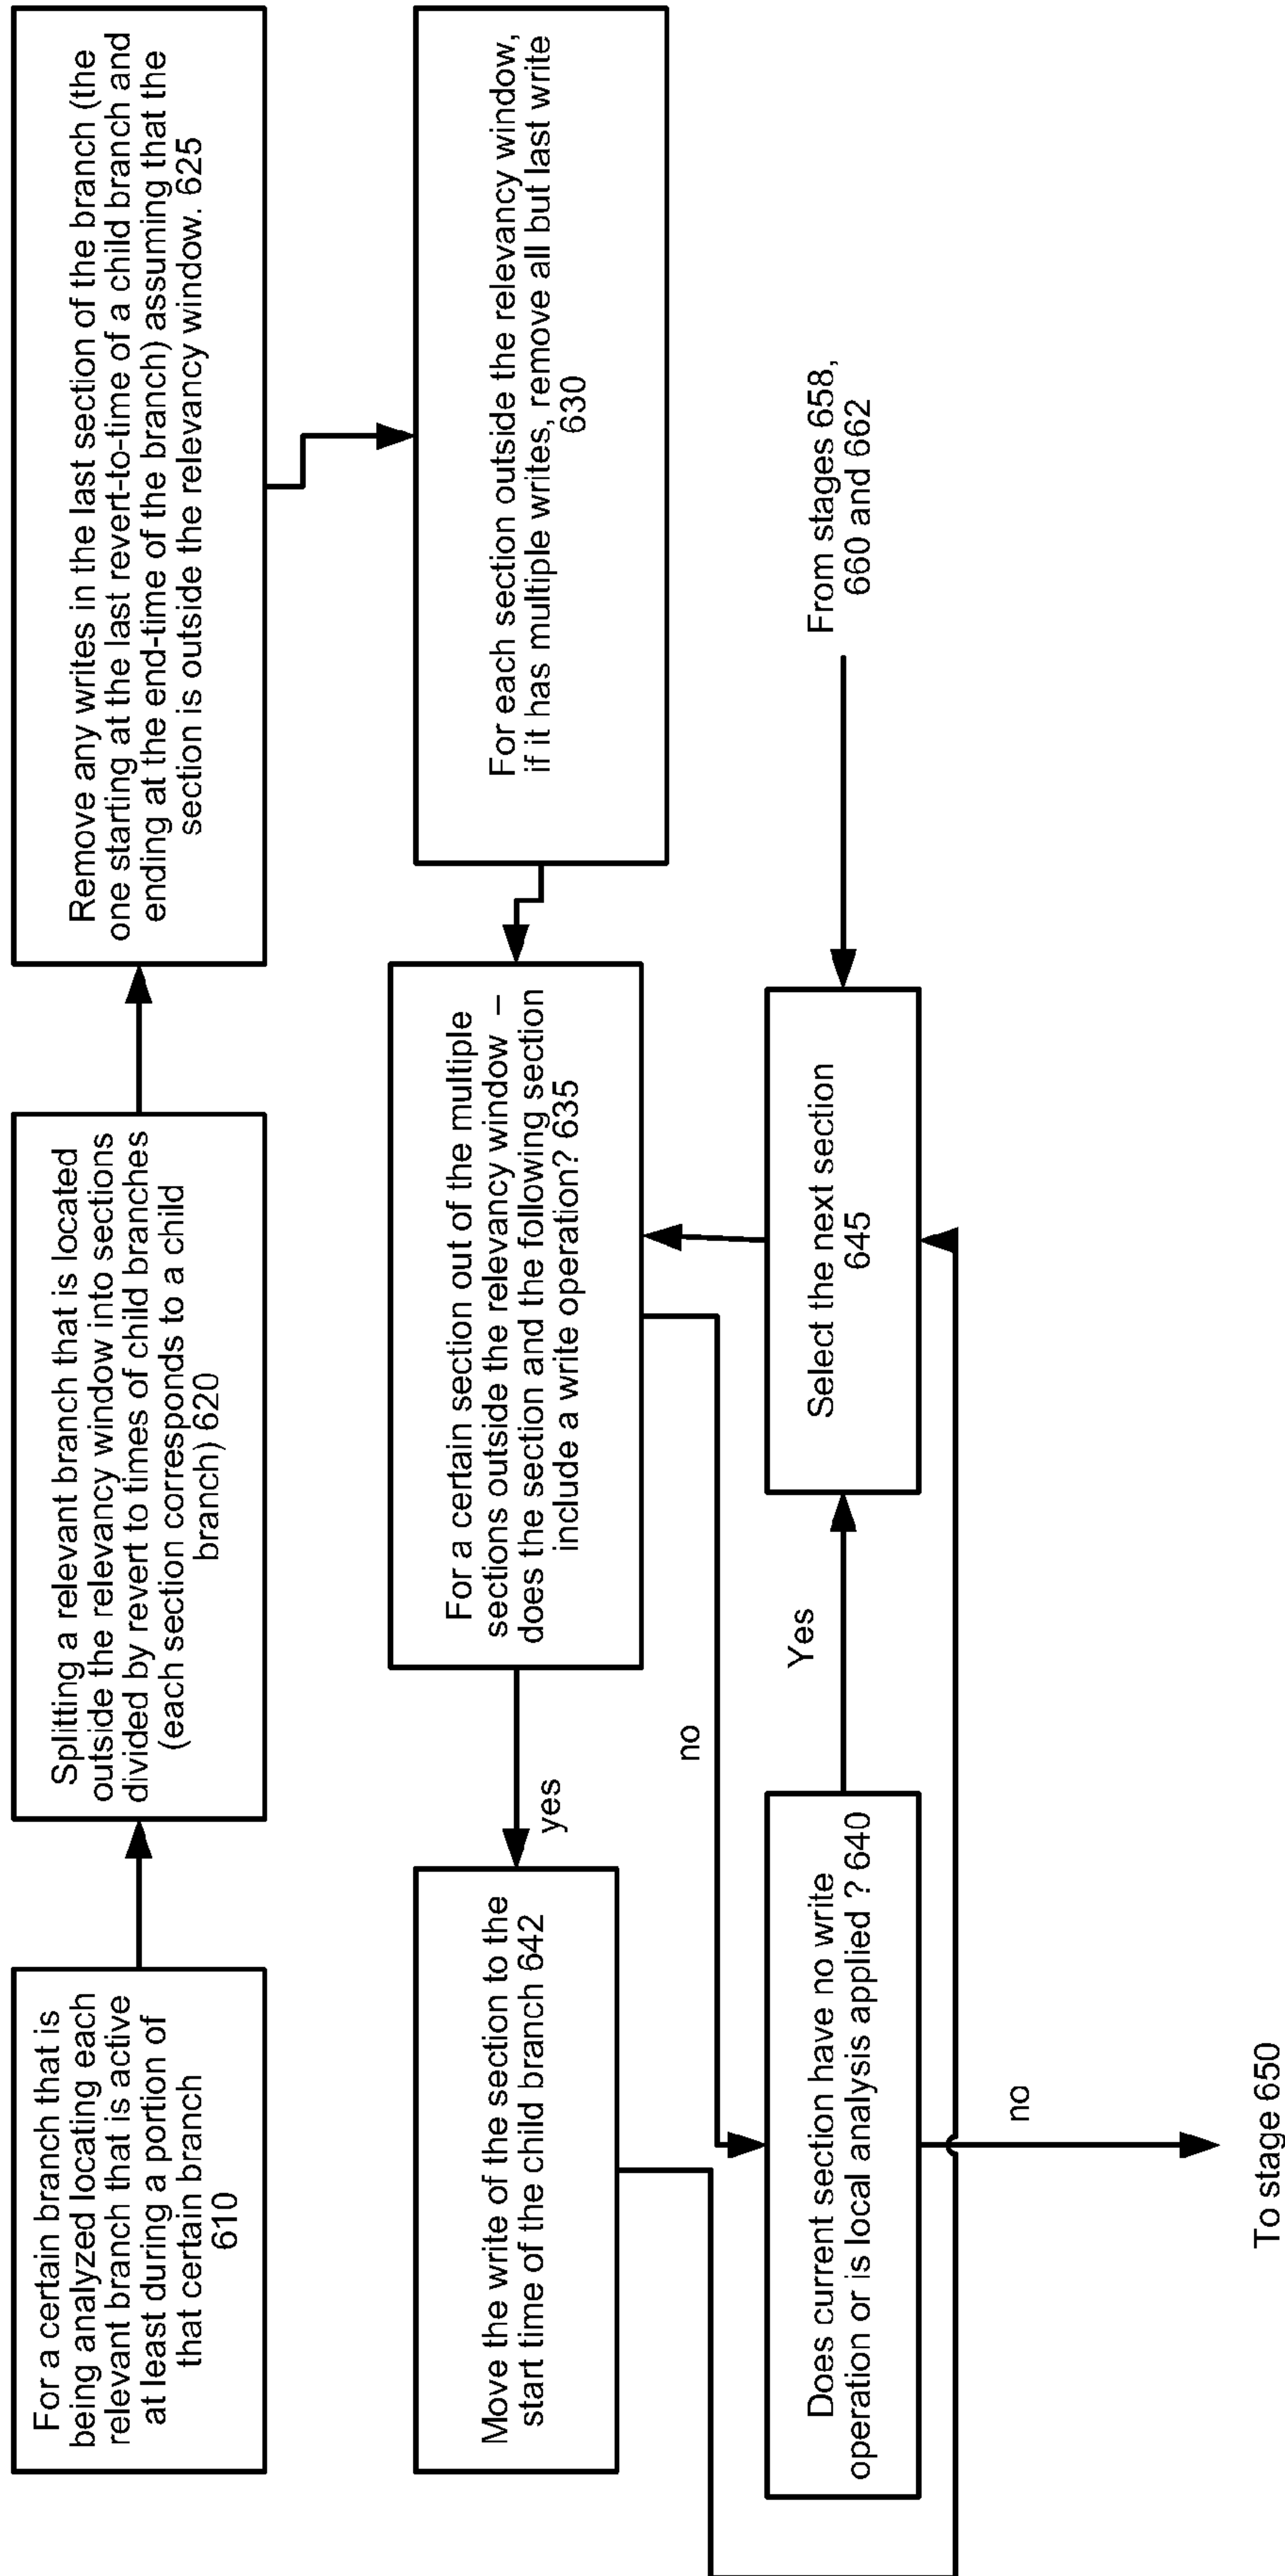 For a certain branch that is
being analyzed locating each
relevant branch that is active
at least during a portion of
that certain branch
610
Splitting a relevant branch that is located
outside the relevancy window into sections
divided by revert to times of child branches
(each section corresponds to a child
branch) 620
Remove any writes in the last section of the branch (the
one starting at the last revert-to-time of a child branch and
ending at the end-time of the branch) assuming that the
section is outside the relevancy window. 625
Move the write of the section to the
start time of the child branch 642
yes
For a certain section out of the multiple
sections outside the relevancy window –
does the section and the following section
include a write operation? 635
For each section outside the relevancy window,
if it has multiple writes, remove all but last write
630
no
Does current section have no write
operation or is local analysis applied ? 640
Yes
Select the next section
645
From stages 658,
660 and 662
no
To stage 650